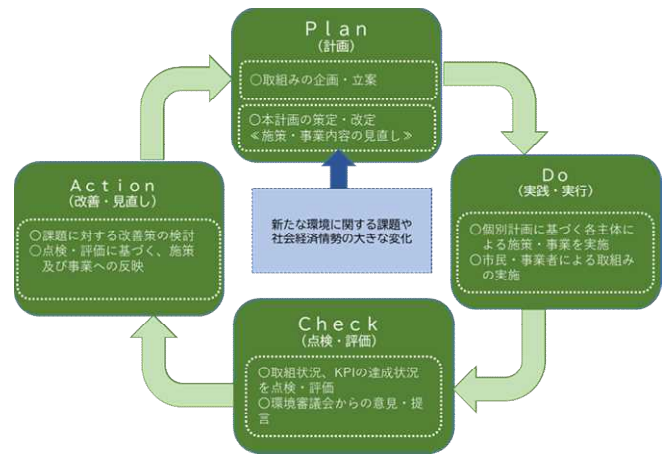 Ｐｌａｎ
（計画）
○取組みの企画・立案
○本計画の策定・改定
≪施策・事業内容の見直し≫
Ｄｏ
（実践・実行）
○個別計画に基づく各主体
による施策・事業を実施
○市民・事業者による取組み
の実施
Ｃｈｅｃｋ
（点検・評価）
○取組状況、KPIの達成状況
を点検・評価
○環境審議会からの意見・提
言
Ａｃｔｉｏｎ
（改善・見直し）
○課題に対する改善策の検討
○点検・評価に基づく、施策
及び事業への反映
新たな環境に関する課題や
社会経済情勢の大きな変化